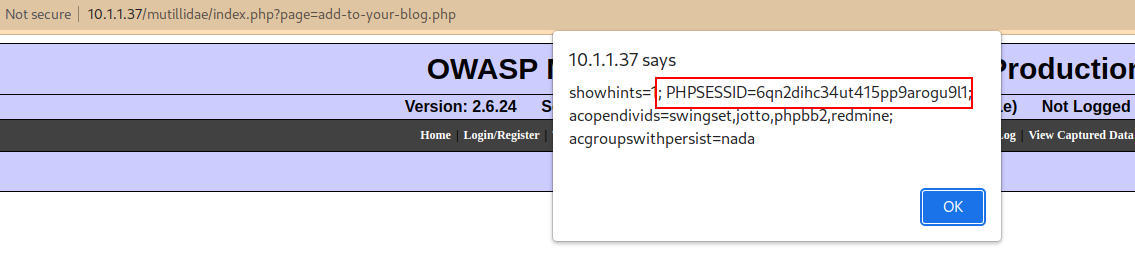 Not secure | 10.1.1.37/mutillidae/index.php?page=add-to-your-blog.php
10.1.1.37 says
showhints=1; PHPSESSID=6qn2dihc34ut415pp9arogu9l1;
acopendivids=swingset,jotto,phpbb2,redmine;
acgroupswithpersist=nada
OK
OWASP
Version: 2.6.24 Not Logged
Home | Login/Register | View Captured Data